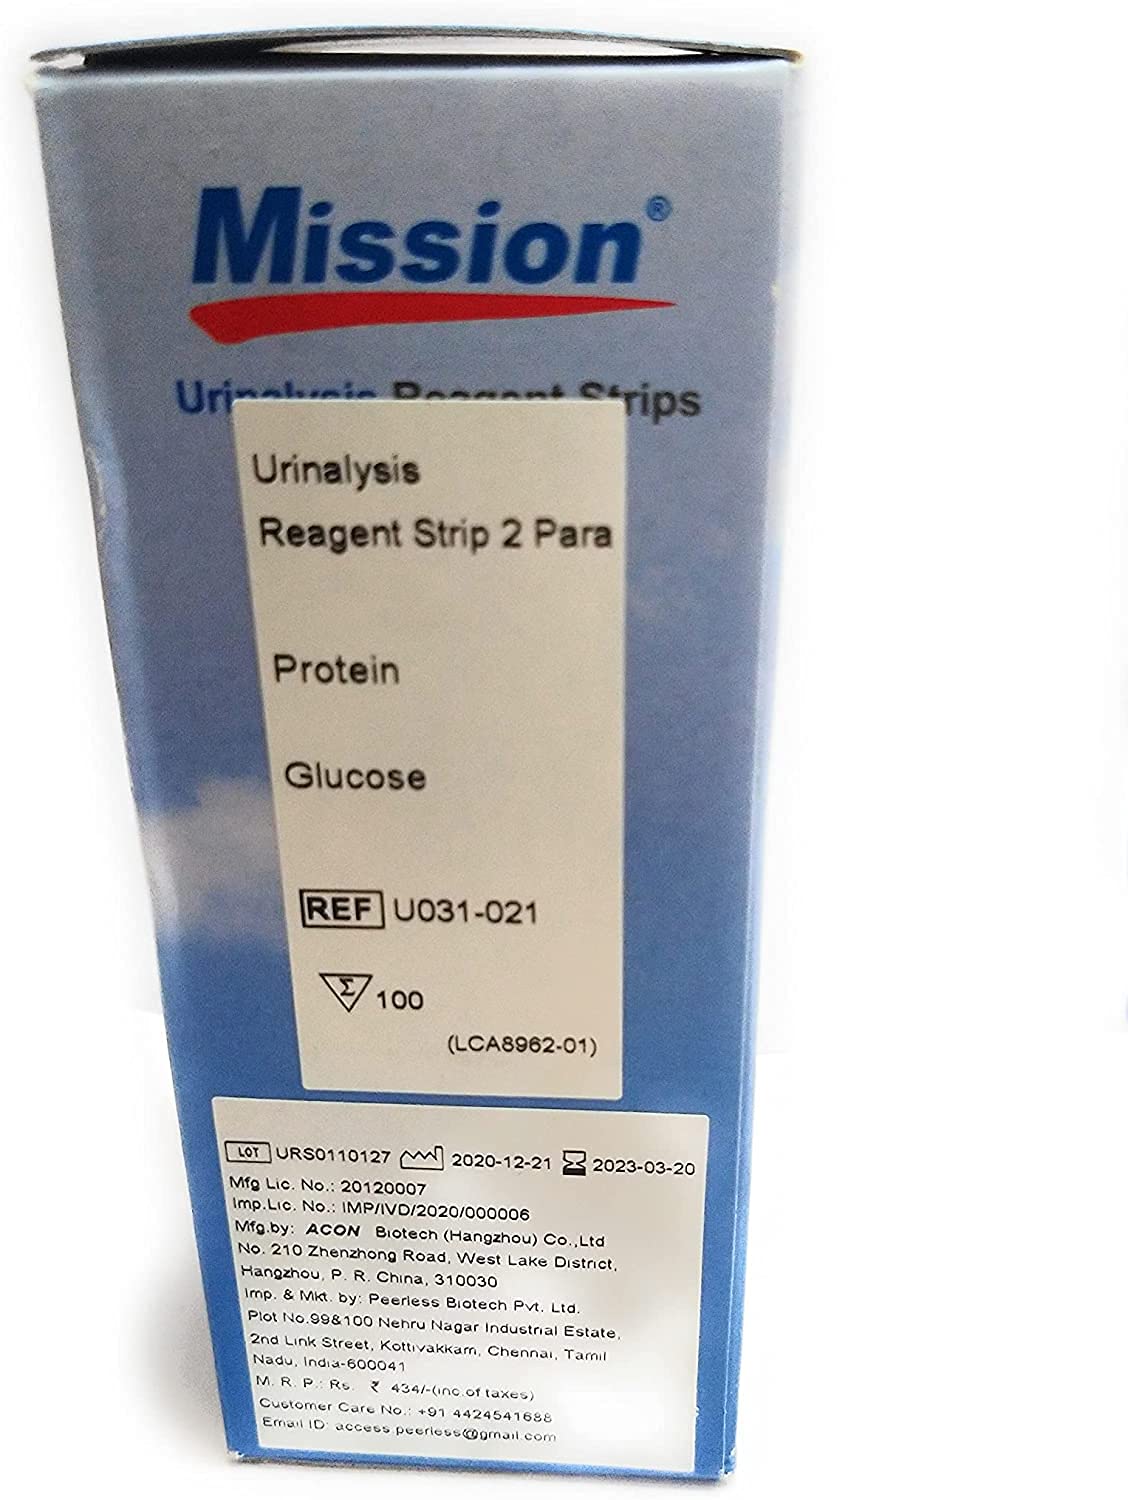 Mission®
Urinalysis Reagent Strips
Urinalysis
Reagent Strip 2 Para
Protein
Glucose
REF U031-021
Σ 100
(LCA8962-01)
LOT URS0110127 2020-12-21 2023-03-20
Mfg Lic. No.: 20120007
Imp.Lic. No.: IMP/IVD/2020/000006
Mfg.by: ACON Biotech (Hangzhou) Co.,Ltd
No. 210 Zhenzhong Road, West Lake District,
Hangzhou, P. R. China, 310030
Imp. & Mkt. by: Peerless Biotech Pvt. Ltd.
Plot No.99&100 Nehru Nagar Industrial Estate,
2nd Link Street, Kottivakkam, Chennai, Tamil
Nadu, India-600041
M. R. P.: Rs. ₹ 434/-(inc.of taxes)
Customer Care No.: +91 4424541688
Email ID: access.peerless@gmail.com